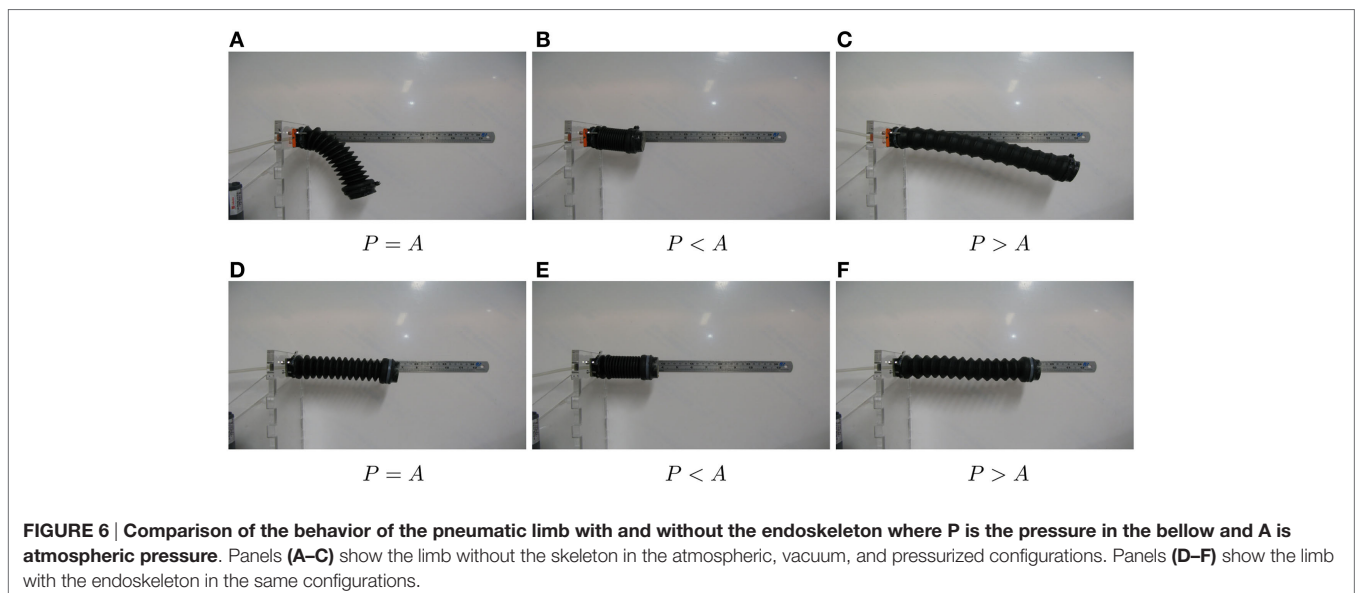 A B C
P = A P < A P > A
D E F
P = A P < A P > A
FIGURE 6 | Comparison of the behavior of the pneumatic limb with and without the endoskeleton where P is the pressure in the bellow and A is
atmospheric pressure. Panels (A–C) show the limb without the skeleton in the atmospheric, vacuum, and pressurized configurations. Panels (D–F) show the limb
with the endoskeleton in the same configurations.